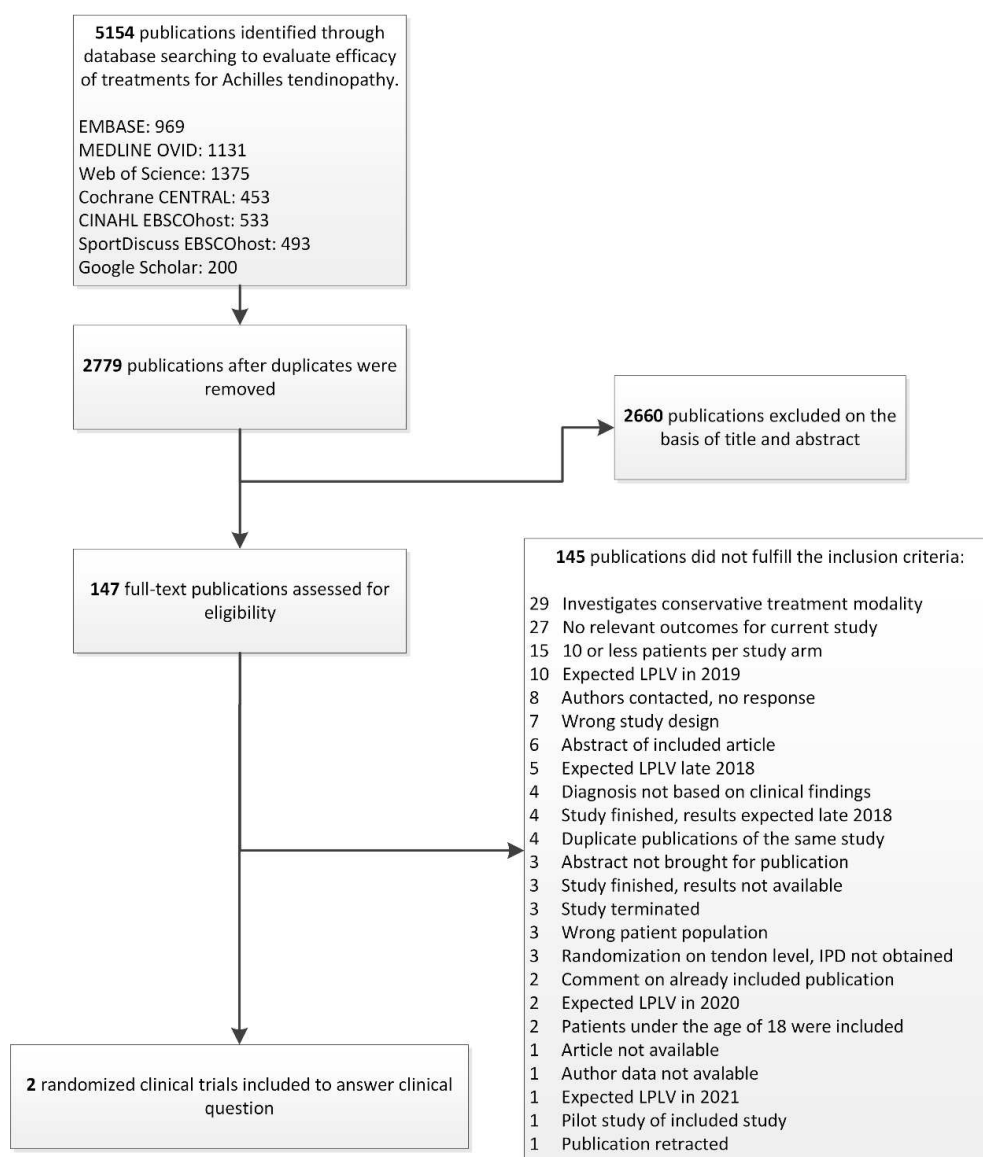 5154 publications identified through
database searching to evaluate efficacy
of treatments for Achilles tendinopathy.
EMBASE: 969
MEDLINE OVID: 1131
Web of Science: 1375
Cochrane CENTRAL: 453
CINAHL EBSCOhost: 533
SportDiscuss EBSCOhost: 493
Google Scholar: 200
2779 publications after duplicates were
removed
2660 publications excluded on the
basis of title and abstract
147 full-text publications assessed for
eligibility
145 publications did not fulfill the inclusion criteria:
29 Investigates conservative treatment modality
27 No relevant outcomes for current study
15 10 or less patients per study arm
10 Expected LPLV in 2019
8 Authors contacted, no response
7 Wrong study design
6 Abstract of included article
5 Expected LPLV late 2018
4 Diagnosis not based on clinical findings
4 Study finished, results expected late 2018
4 Duplicate publications of the same study
3 Abstract not brought for publication
3 Study finished, results not available
3 Study terminated
3 Wrong patient population
3 Randomization on tendon level, IPD not obtained
2 Comment on already included publication
2 Expected LPLV in 2020
2 Patients under the age of 18 were included
1 Article not available
1 Author data not avalable
1 Expected LPLV in 2021
1 Pilot study of included study
1 Publication retracted
2 randomized clinical trials included to answer clinical
question